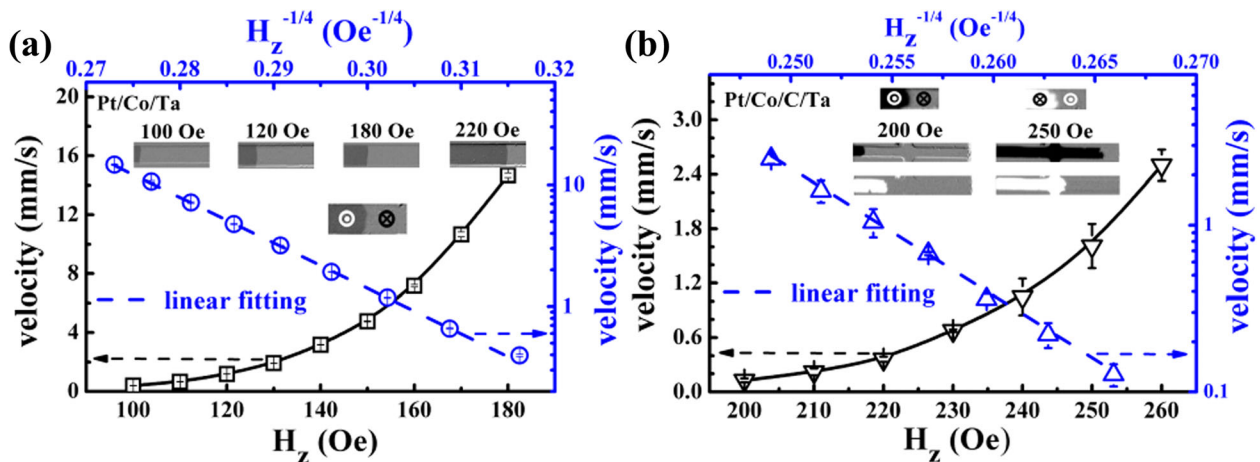 (a)
H_z^-1/4 (Oe^-1/4)
0.27 0.28 0.29 0.30 0.31 0.32
20
16
12
8
4
0
velocity (mm/s)
Pt/Co/Ta
100 Oe 120 Oe 180 Oe 220 Oe
linear fitting
10
1
velocity (mm/s)
100 120 140 160 180
H_z (Oe)
(b)
H_z^-1/4 (Oe^-1/4)
0.250 0.255 0.260 0.265 0.270
3.0
2.4
1.8
1.2
0.6
0.0
velocity (mm/s)
Pt/Co/C/Ta
200 Oe 250 Oe
linear fitting
1
0.1
velocity (mm/s)
200 210 220 230 240 250 260
H_z (Oe)